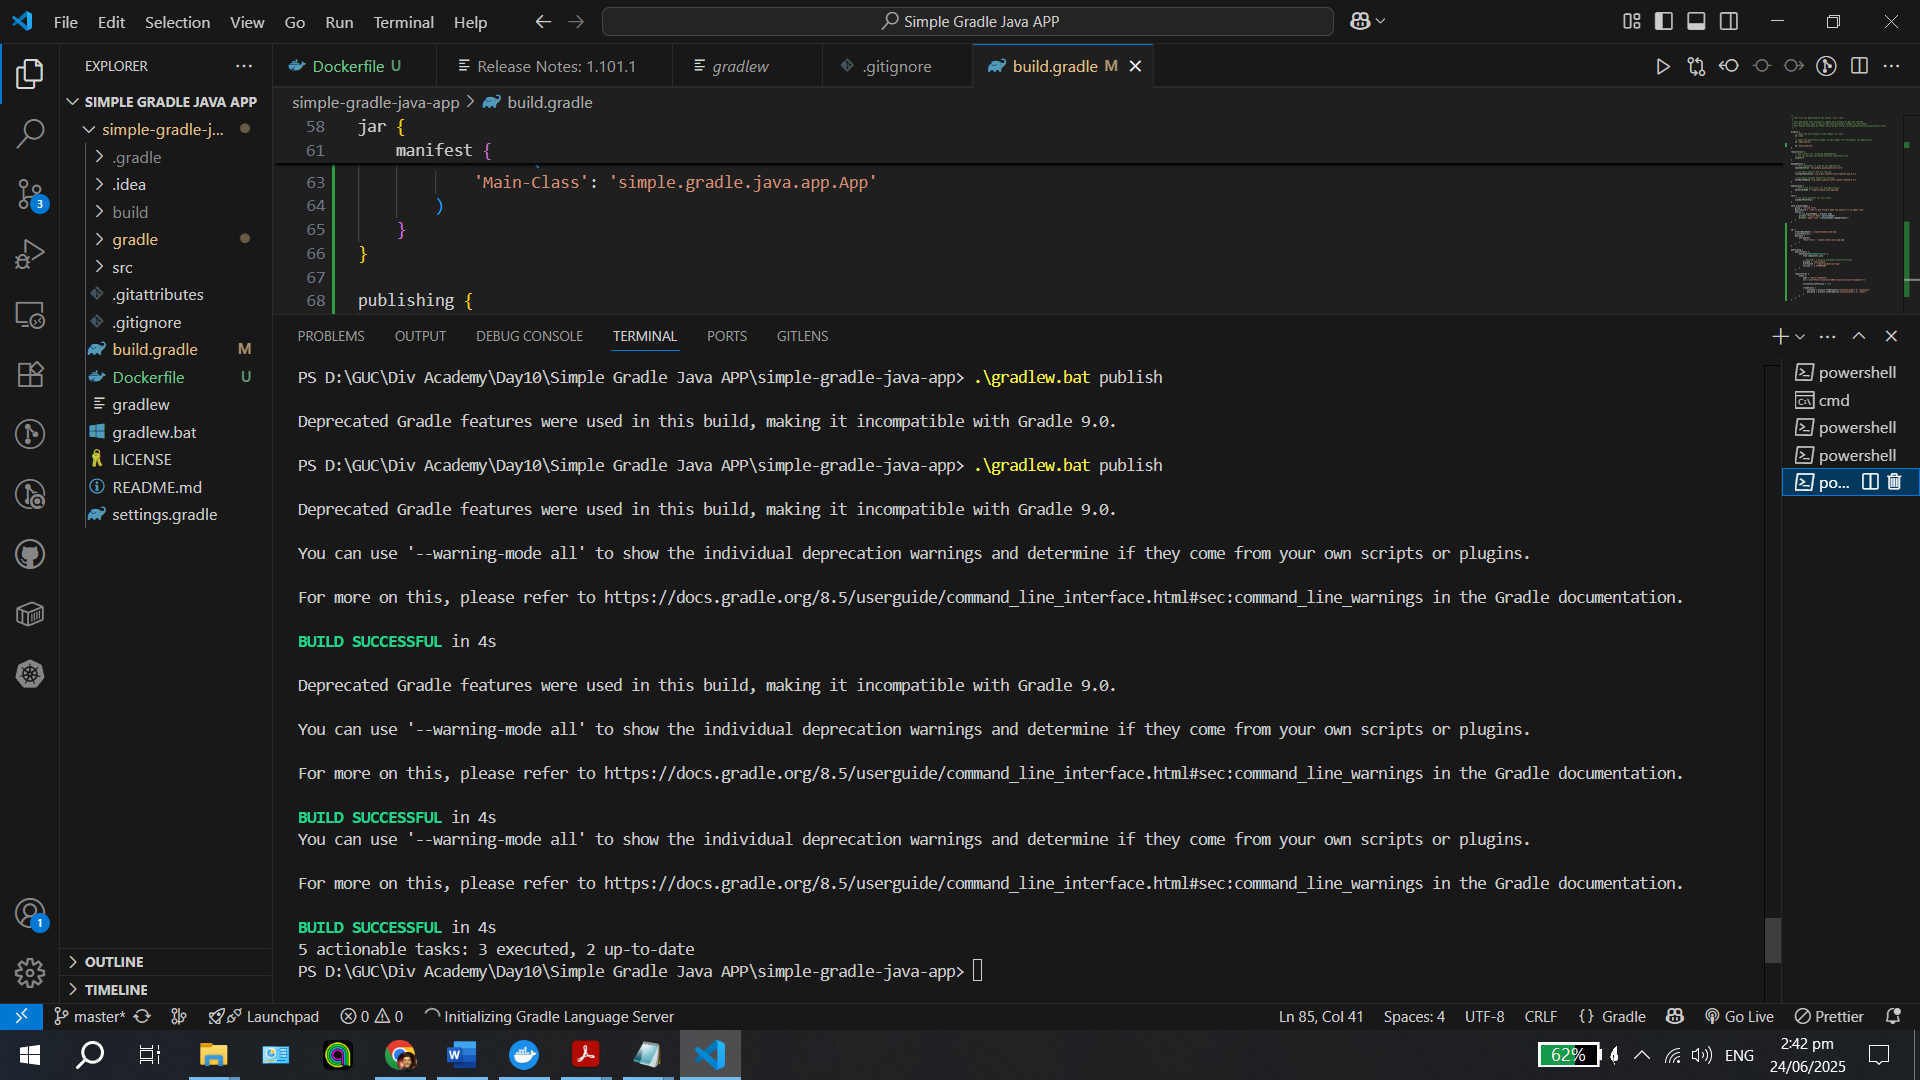 File Edit Selection View Go Run Terminal Help
Simple Gradle Java APP
EXPLORER
Dockerfile U
Release Notes: 1.101.1
gradlew
.gitignore
build.gradle M
SIMPLE GRADLE JAVA APP
simple-gradle-j...
.gradle
.idea
build
gradle
src
.gitattributes
.gitignore
build.gradle M
Dockerfile U
gradlew
gradlew.bat
LICENSE
README.md
settings.gradle
OUTLINE
TIMELINE
3
1
simple-gradle-java-app > build.gradle
58 jar {
61 manifest {
63 'Main-Class': 'simple.gradle.java.app.App'
64 )
65 }
66 }
67
68 publishing {
PROBLEMS OUTPUT DEBUG CONSOLE TERMINAL PORTS GITLENS
PS D:\GUC\Div Academy\Day10\Simple Gradle Java APP\simple-gradle-java-app> .\gradlew.bat publish
Deprecated Gradle features were used in this build, making it incompatible with Gradle 9.0.
PS D:\GUC\Div Academy\Day10\Simple Gradle Java APP\simple-gradle-java-app> .\gradlew.bat publish
Deprecated Gradle features were used in this build, making it incompatible with Gradle 9.0.
You can use '--warning-mode all' to show the individual deprecation warnings and determine if they come from your own scripts or plugins.
For more on this, please refer to https://docs.gradle.org/8.5/userguide/command_line_interface.html#sec:command_line_warnings in the Gradle documentation.
BUILD SUCCESSFUL in 4s
Deprecated Gradle features were used in this build, making it incompatible with Gradle 9.0.
You can use '--warning-mode all' to show the individual deprecation warnings and determine if they come from your own scripts or plugins.
For more on this, please refer to https://docs.gradle.org/8.5/userguide/command_line_interface.html#sec:command_line_warnings in the Gradle documentation.
BUILD SUCCESSFUL in 4s
You can use '--warning-mode all' to show the individual deprecation warnings and determine if they come from your own scripts or plugins.
For more on this, please refer to https://docs.gradle.org/8.5/userguide/command_line_interface.html#sec:command_line_warnings in the Gradle documentation.
BUILD SUCCESSFUL in 4s
5 actionable tasks: 3 executed, 2 up-to-date
PS D:\GUC\Div Academy\Day10\Simple Gradle Java APP\simple-gradle-java-app>
powershell
cmd
powershell
powershell
po...
master* Launchpad 0 0 Initializing Gradle Language Server
Ln 85, Col 41 Spaces: 4 UTF-8 CRLF {} Gradle Go Live Prettier
62% ENG
2:42 pm
24/06/2025